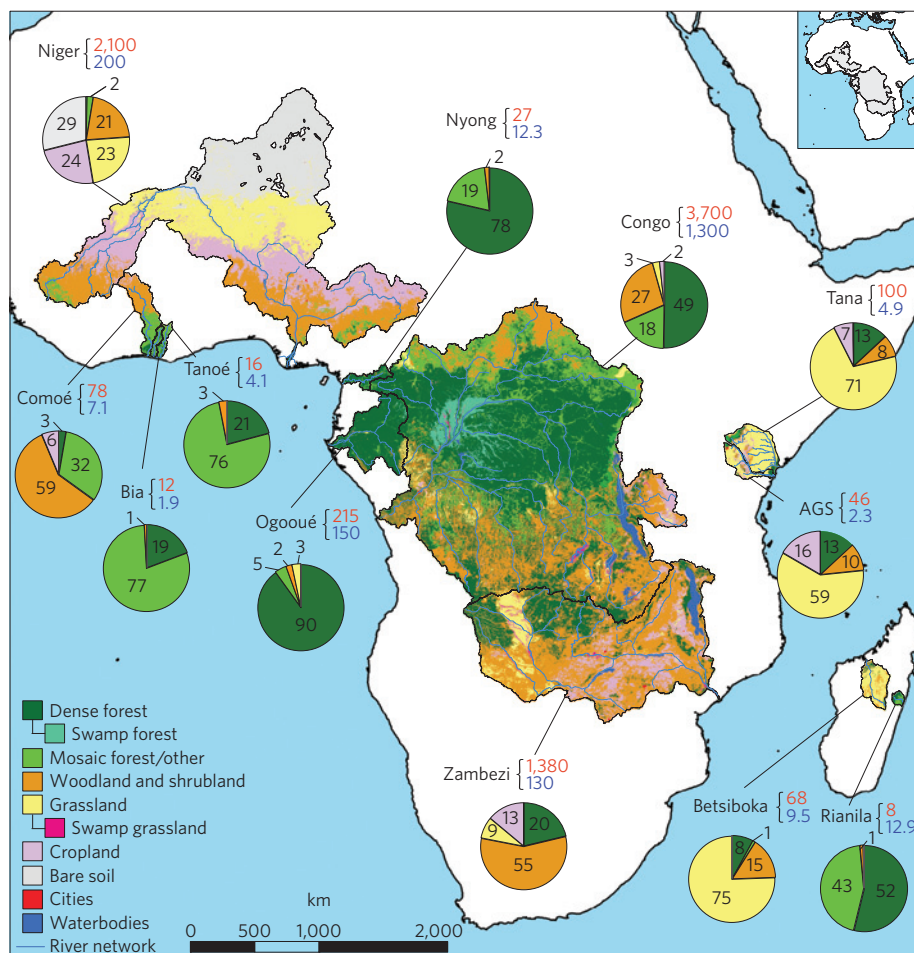 Niger
2,100
200
2
21
23
24
29
Nyong
27
12.3
2
19
78
Congo
3,700
1,300
2
3
49
27
18
Tana
100
4.9
7
13
8
71
Comoé
78
7.1
3
6
32
59
Tanoé
16
4.1
3
21
76
Bia
12
1.9
1
19
77
Ogooué
215
150
3
2
5
90
AGS
46
2.3
16
13
10
59
Zambezi
1,380
130
13
20
9
55
Betsiboka
68
9.5
1
8
15
75
Rianila
8
12.9
1
43
52
Dense forest
Swamp forest
Mosaic forest/other
Woodland and shrubland
Grassland
Swamp grassland
Cropland
Bare soil
Cities
Waterbodies
River network
km
0 500 1,000 2,000